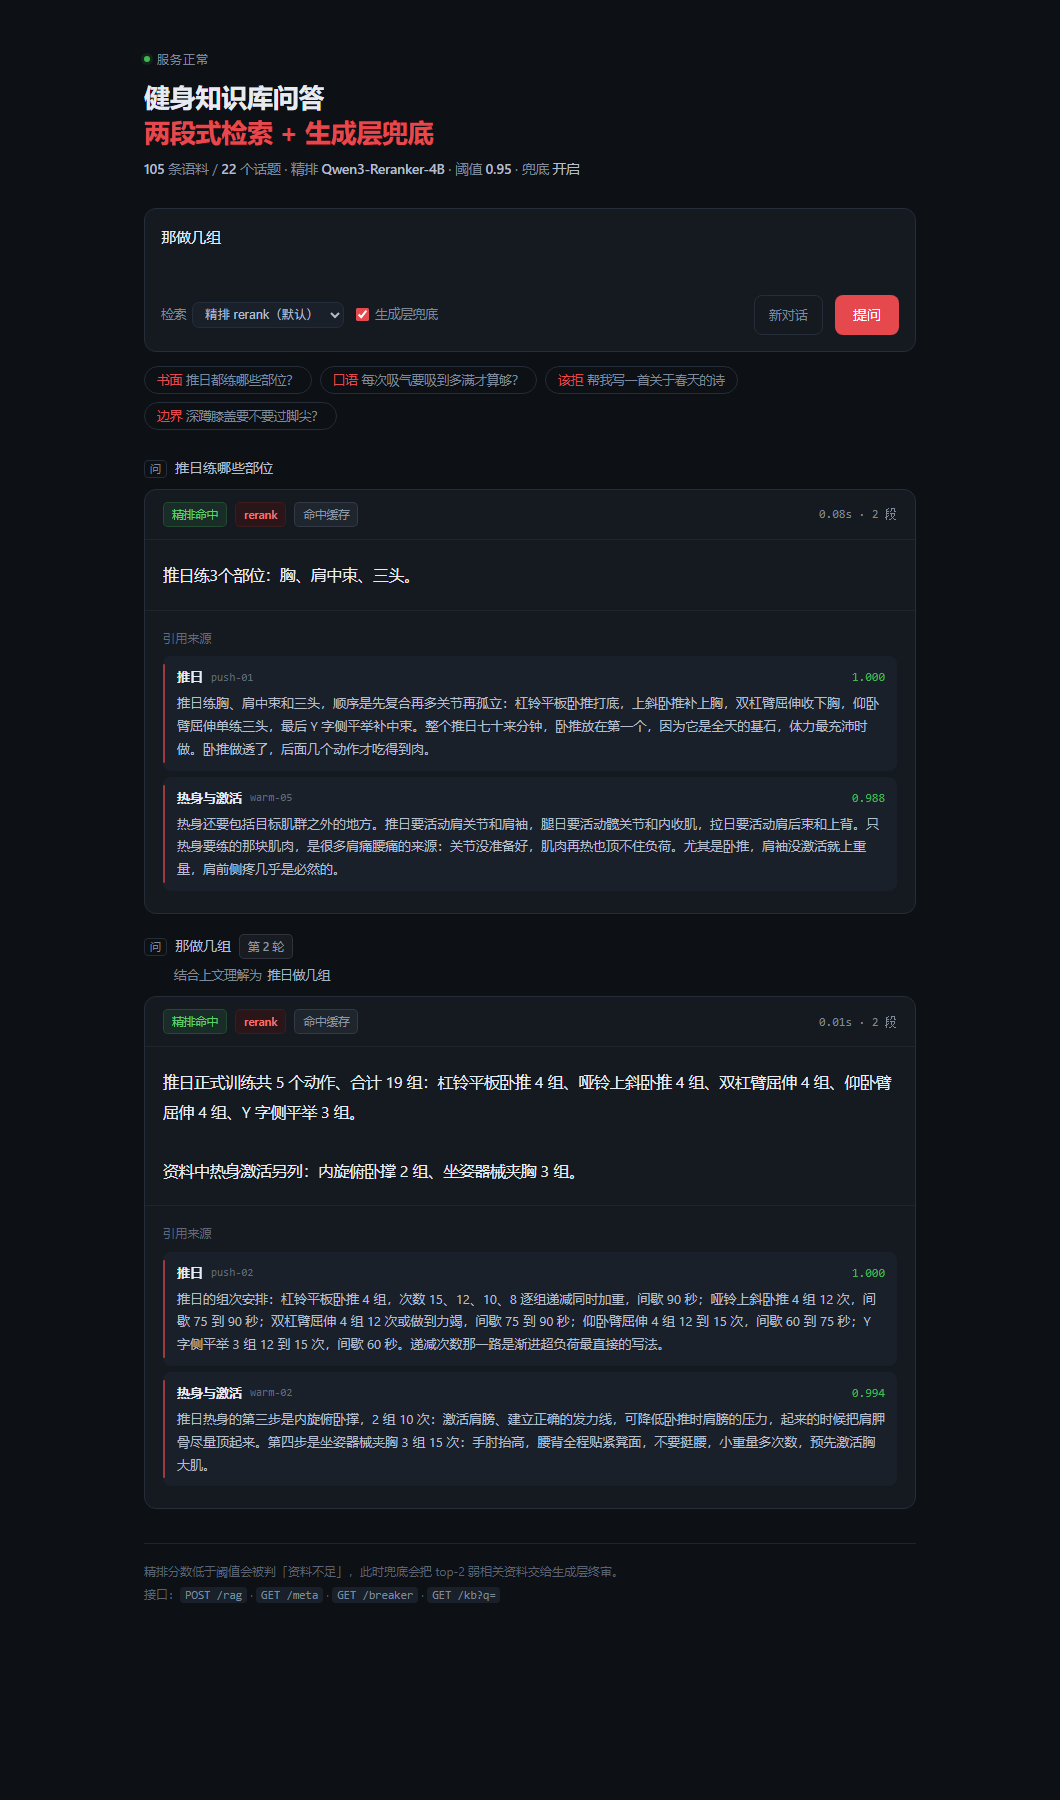 服务正常
健身知识库问答
两段式检索 + 生成层兜底
105 条语料 / 22 个话题 · 精排 Qwen3-Reranker-4B · 阈值 0.95 · 兜底 开启
那做几组
检索 精排 rerank（默认） 生成层兜底 新对话 提问
书面 推日都练哪些部位？ 口语 每次吸气要吸到多满才算够？ 该拒 帮我写一首关于春天的诗
边界 深蹲膝盖要不要过脚尖？
问 推日练哪些部位
精排命中 rerank 命中缓存 0.08s · 2 段
推日练3个部位：胸、肩中束、三头。
引用来源
推日 push-01 1.000
推日练胸、肩中束和三头，顺序是先复合再多关节再孤立：杠铃平板卧推打底，上斜卧推补上胸，双杠臂屈伸收下胸，仰卧
臂屈伸单练三头，最后 Y 字侧平举补中束。整个推日七十来分钟，卧推放在第一个，因为它是全天的基石，体力最充沛时
做。卧推做透了，后面几个动作才吃得到肉。
热身与激活 warm-05 0.988
热身还要包括目标肌群之外的地方。推日要活动肩关节和肩袖，腿日要活动髋关节和内收肌，拉日要活动肩后束和上背。只
热身要练的那块肌肉，是很多肩痛腰痛的来源：关节没准备好，肌肉再热也顶不住负荷。尤其是卧推，肩袖没激活就上重
量，肩前侧疼几乎是必然的。
问 那做几组 第 2 轮
结合上文理解为 推日做几组
精排命中 rerank 命中缓存 0.01s · 2 段
推日正式训练共 5 个动作、合计 19 组：杠铃平板卧推 4 组、哑铃上斜卧推 4 组、双杠臂屈伸 4 组、仰卧臂
屈伸 4 组、Y 字侧平举 3 组。
资料中热身激活另列：内旋俯卧撑 2 组、坐姿器械夹胸 3 组。
引用来源
推日 push-02 1.000
推日的组次安排：杠铃平板卧推 4 组，次数 15、12、10、8 逐组递减同时加重，间歇 90 秒；哑铃上斜卧推 4 组 12 次，间
歇 75 到 90 秒；双杠臂屈伸 4 组 12 次或做到力竭，间歇 75 到 90 秒；仰卧臂屈伸 4 组 12 到 15 次，间歇 60 到 75 秒；Y
字侧平举 3 组 12 到 15 次，间歇 60 秒。递减次数那一路是渐进超负荷最直接的写法。
热身与激活 warm-02 0.994
推日热身的第三步是内旋俯卧撑，2 组 10 次：激活肩膀、建立正确的发力线，可降低卧推时肩膀的压力，起来的时候把肩胛
骨尽量顶起来。第四步是坐姿器械夹胸 3 组 15 次：手肘抬高，腰背全程贴紧凳面，不要挺腰，小重量多次数，预先激活胸
大肌。
精排分数低于阈值会被判「资料不足」，此时兜底会把 top-2 弱相关资料交给生成层终审。
接口： POST /rag · GET /meta · GET /breaker · GET /kb?q=